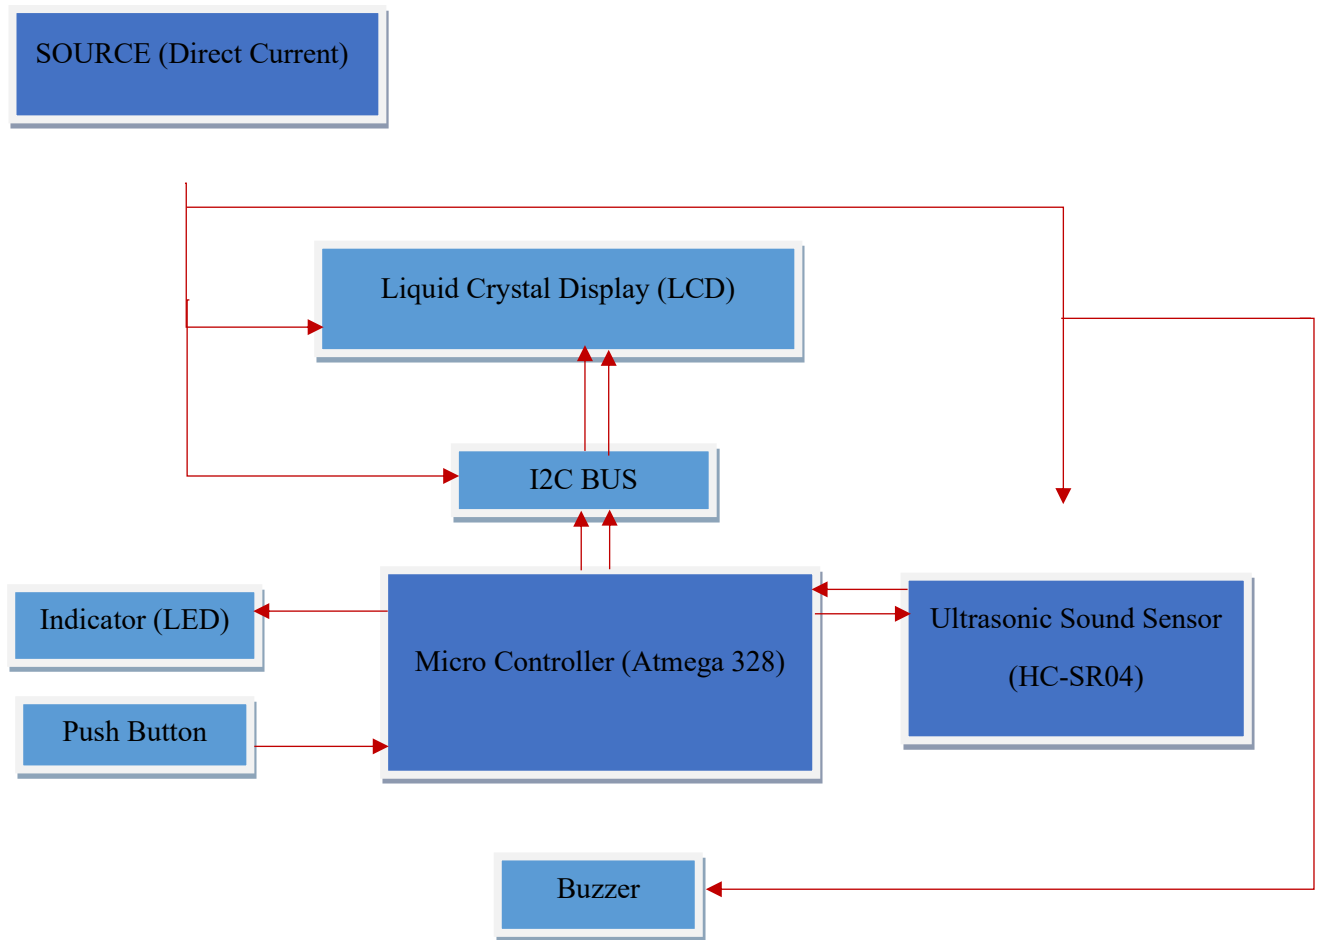 SOURCE (Direct Current)
Liquid Crystal Display (LCD)
I2C BUS
Indicator (LED)
Micro Controller (Atmega 328)
Ultrasonic Sound Sensor
(HC-SR04)
Push Button
Buzzer